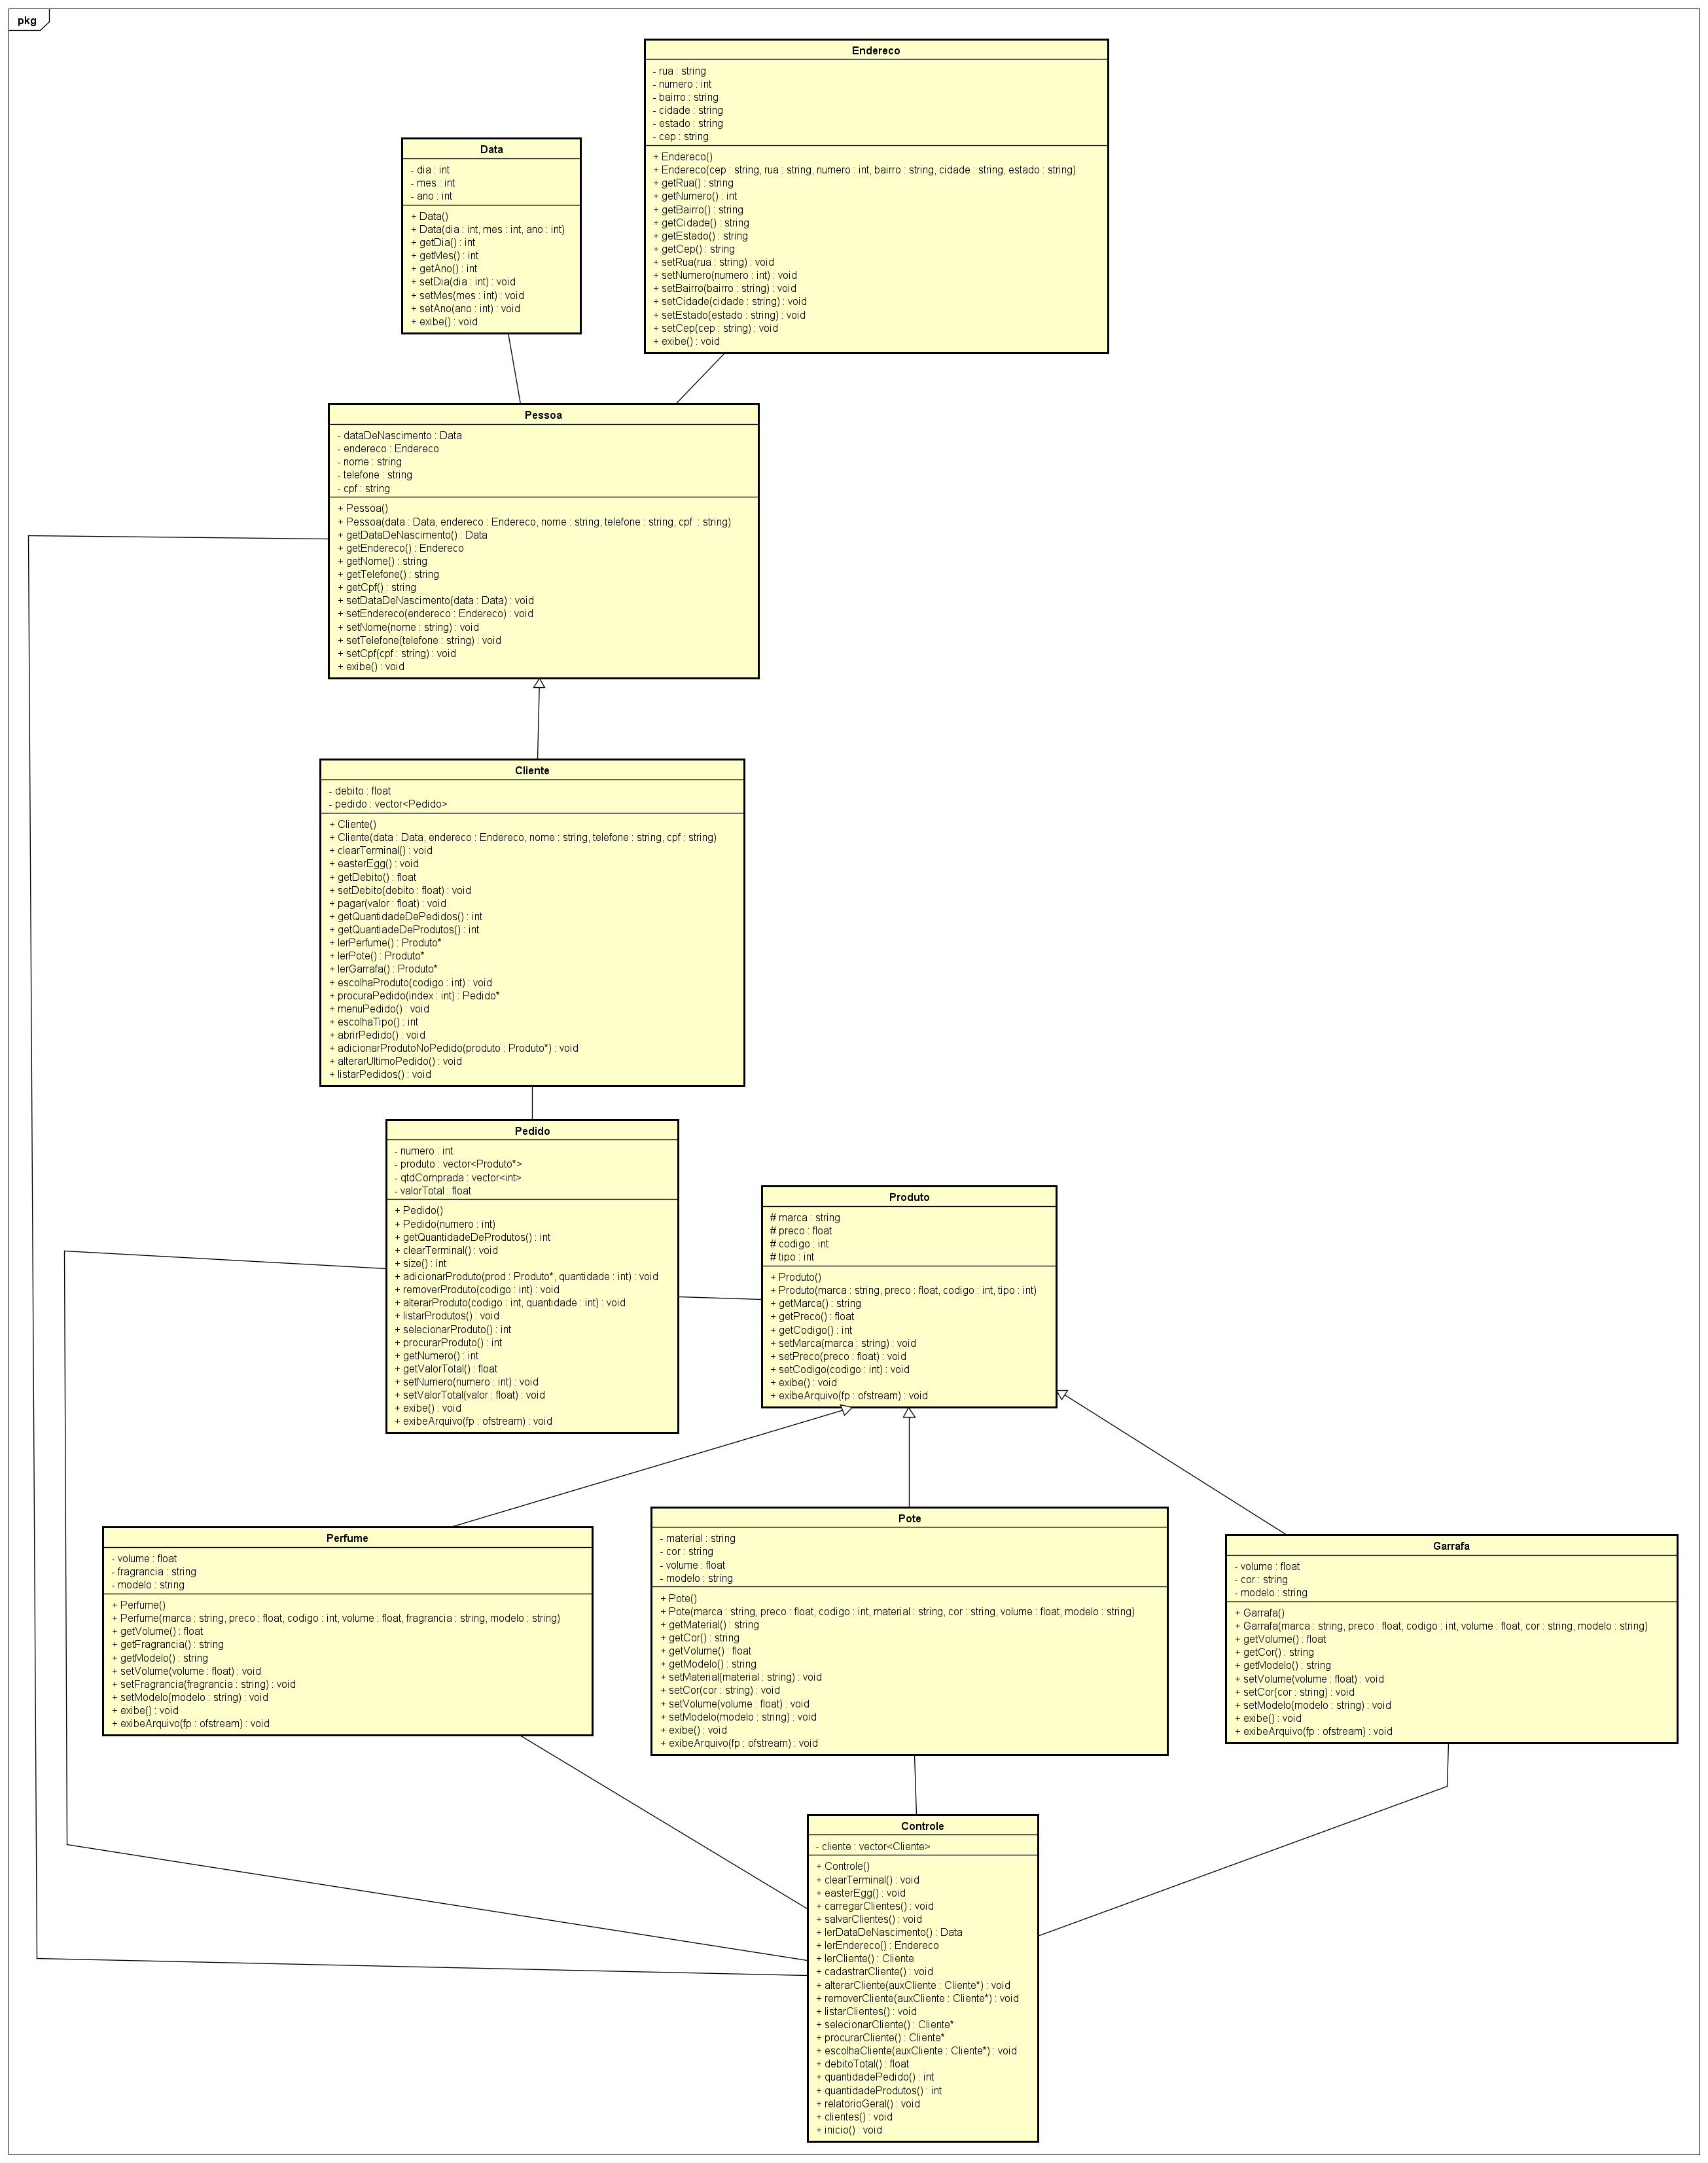 pkg
Endereco
- rua : string
- numero : int
- bairro : string
- cidade : string
- estado : string
- cep : string
+ Endereco()
+ Endereco(cep : string, rua : string, numero : int, bairro : string, cidade : string, estado : string)
+ getRua() : string
+ getNumero() : int
+ getBairro() : string
+ getCidade() : string
+ getEstado() : string
+ getCep() : string
+ setRua(rua : string) : void
+ setNumero(numero : int) : void
+ setBairro(bairro : string) : void
+ setCidade(cidade : string) : void
+ setEstado(estado : string) : void
+ setCep(cep : string) : void
+ exibe() : void
Data
- dia : int
- mes : int
- ano : int
+ Data()
+ Data(dia : int, mes : int, ano : int)
+ getDia() : int
+ getMes() : int
+ getAno() : int
+ setDia(dia : int) : void
+ setMes(mes : int) : void
+ setAno(ano : int) : void
+ exibe() : void
Pessoa
- dataDeNascimento : Data
- endereco : Endereco
- nome : string
- telefone : string
- cpf : string
+ Pessoa()
+ Pessoa(data : Data, endereco : Endereco, nome : string, telefone : string, cpf  : string)
+ getDataDeNascimento() : Data
+ getEndereco() : Endereco
+ getNome() : string
+ getTelefone() : string
+ getCpf() : string
+ setDataDeNascimento(data : Data) : void
+ setEndereco(endereco : Endereco) : void
+ setNome(nome : string) : void
+ setTelefone(telefone : string) : void
+ setCpf(cpf : string) : void
+ exibe() : void
Cliente
- debito : float
- pedido : vector<Pedido>
+ Cliente()
+ Cliente(data : Data, endereco : Endereco, nome : string, telefone : string, cpf : string)
+ clearTerminal() : void
+ easterEgg() : void
+ getDebito() : float
+ setDebito(debito : float) : void
+ pagar(valor : float) : void
+ getQuantidadeDePedidos() : int
+ getQuantiadeDeProdutos() : int
+ lerPerfume() : Produto*
+ lerPote() : Produto*
+ lerGarrafa() : Produto*
+ escolhaProduto(codigo : int) : void
+ procuraPedido(index : int) : Pedido*
+ menuPedido() : void
+ escolhaTipo() : int
+ abrirPedido() : void
+ adicionarProdutoNoPedido(produto : Produto*) : void
+ alterarUltimoPedido() : void
+ listarPedidos() : void
Pedido
- numero : int
- produto : vector<Produto*>
- qtdComprada : vector<int>
- valorTotal : float
+ Pedido()
+ Pedido(numero : int)
+ getQuantidadeDeProdutos() : int
+ clearTerminal() : void
+ size() : int
+ adicionarProduto(prod : Produto*, quantidade : int) : void
+ removerProduto(codigo : int) : void
+ alterarProduto(codigo : int, quantidade : int) : void
+ listarProdutos() : void
+ selecionarProduto() : int
+ procurarProduto() : int
+ getNumero() : int
+ getValorTotal() : float
+ setNumero(numero : int) : void
+ setValorTotal(valor : float) : void
+ exibe() : void
+ exibeArquivo(fp : ofstream) : void
Produto
# marca : string
# preco : float
# codigo : int
# tipo : int
+ Produto()
+ Produto(marca : string, preco : float, codigo : int, tipo : int)
+ getMarca() : string
+ getPreco() : float
+ getCodigo() : int
+ setMarca(marca : string) : void
+ setPreco(preco : float) : void
+ setCodigo(codigo : int) : void
+ exibe() : void
+ exibeArquivo(fp : ofstream) : void
Perfume
- volume : float
- fragrancia : string
- modelo : string
+ Perfume()
+ Perfume(marca : string, preco : float, codigo : int, volume : float, fragrancia : string, modelo : string)
+ getVolume() : float
+ getFragrancia() : string
+ getModelo() : string
+ setVolume(volume : float) : void
+ setFragrancia(fragrancia : string) : void
+ setModelo(modelo : string) : void
+ exibe() : void
+ exibeArquivo(fp : ofstream) : void
Pote
- material : string
- cor : string
- volume : float
- modelo : string
+ Pote()
+ Pote(marca : string, preco : float, codigo : int, material : string, cor : string, volume : float, modelo : string)
+ getMaterial() : string
+ getCor() : string
+ getVolume() : float
+ getModelo() : string
+ setMaterial(material : string) : void
+ setCor(cor : string) : void
+ setVolume(volume : float) : void
+ setModelo(modelo : string) : void
+ exibe() : void
+ exibeArquivo(fp : ofstream) : void
Garrafa
- volume : float
- cor : string
- modelo : string
+ Garrafa()
+ Garrafa(marca : string, preco : float, codigo : int, volume : float, cor : string, modelo : string)
+ getVolume() : float
+ getCor() : string
+ getModelo() : string
+ setVolume(volume : float) : void
+ setCor(cor : string) : void
+ setModelo(modelo : string) : void
+ exibe() : void
+ exibeArquivo(fp : ofstream) : void
Controle
- cliente : vector<Cliente>
+ Controle()
+ clearTerminal() : void
+ easterEgg() : void
+ carregarClientes() : void
+ salvarClientes() : void
+ lerDataDeNascimento() : Data
+ lerEndereco() : Endereco
+ lerCliente() : Cliente
+ cadastrarCliente() : void
+ alterarCliente(auxCliente : Cliente*) : void
+ removerCliente(auxCliente : Cliente*) : void
+ listarClientes() : void
+ selecionarCliente() : Cliente*
+ procurarCliente() : Cliente*
+ escolhaCliente(auxCliente : Cliente*) : void
+ debitoTotal() : float
+ quantidadePedido() : int
+ quantidadeProdutos() : int
+ relatorioGeral() : void
+ clientes() : void
+ inicio() : void